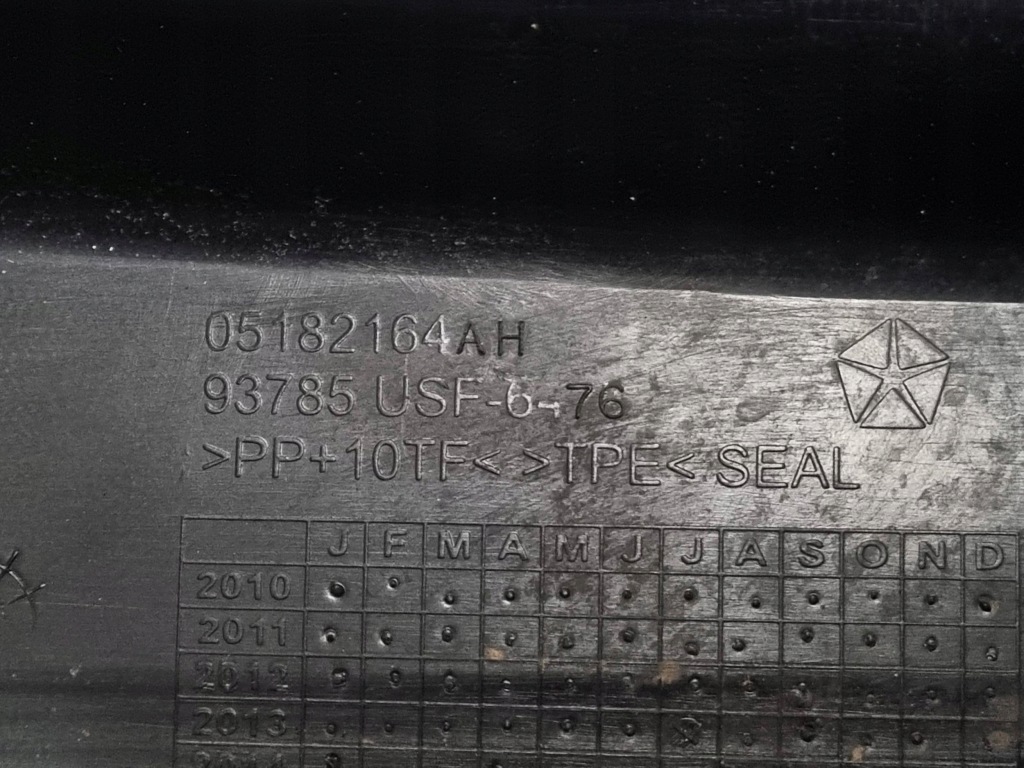 05182164AH
93785 USF-6-76
>PP+10TF< >TPE< SEAL
J F M A M J J A S O N D
2010
2011
2012
2013